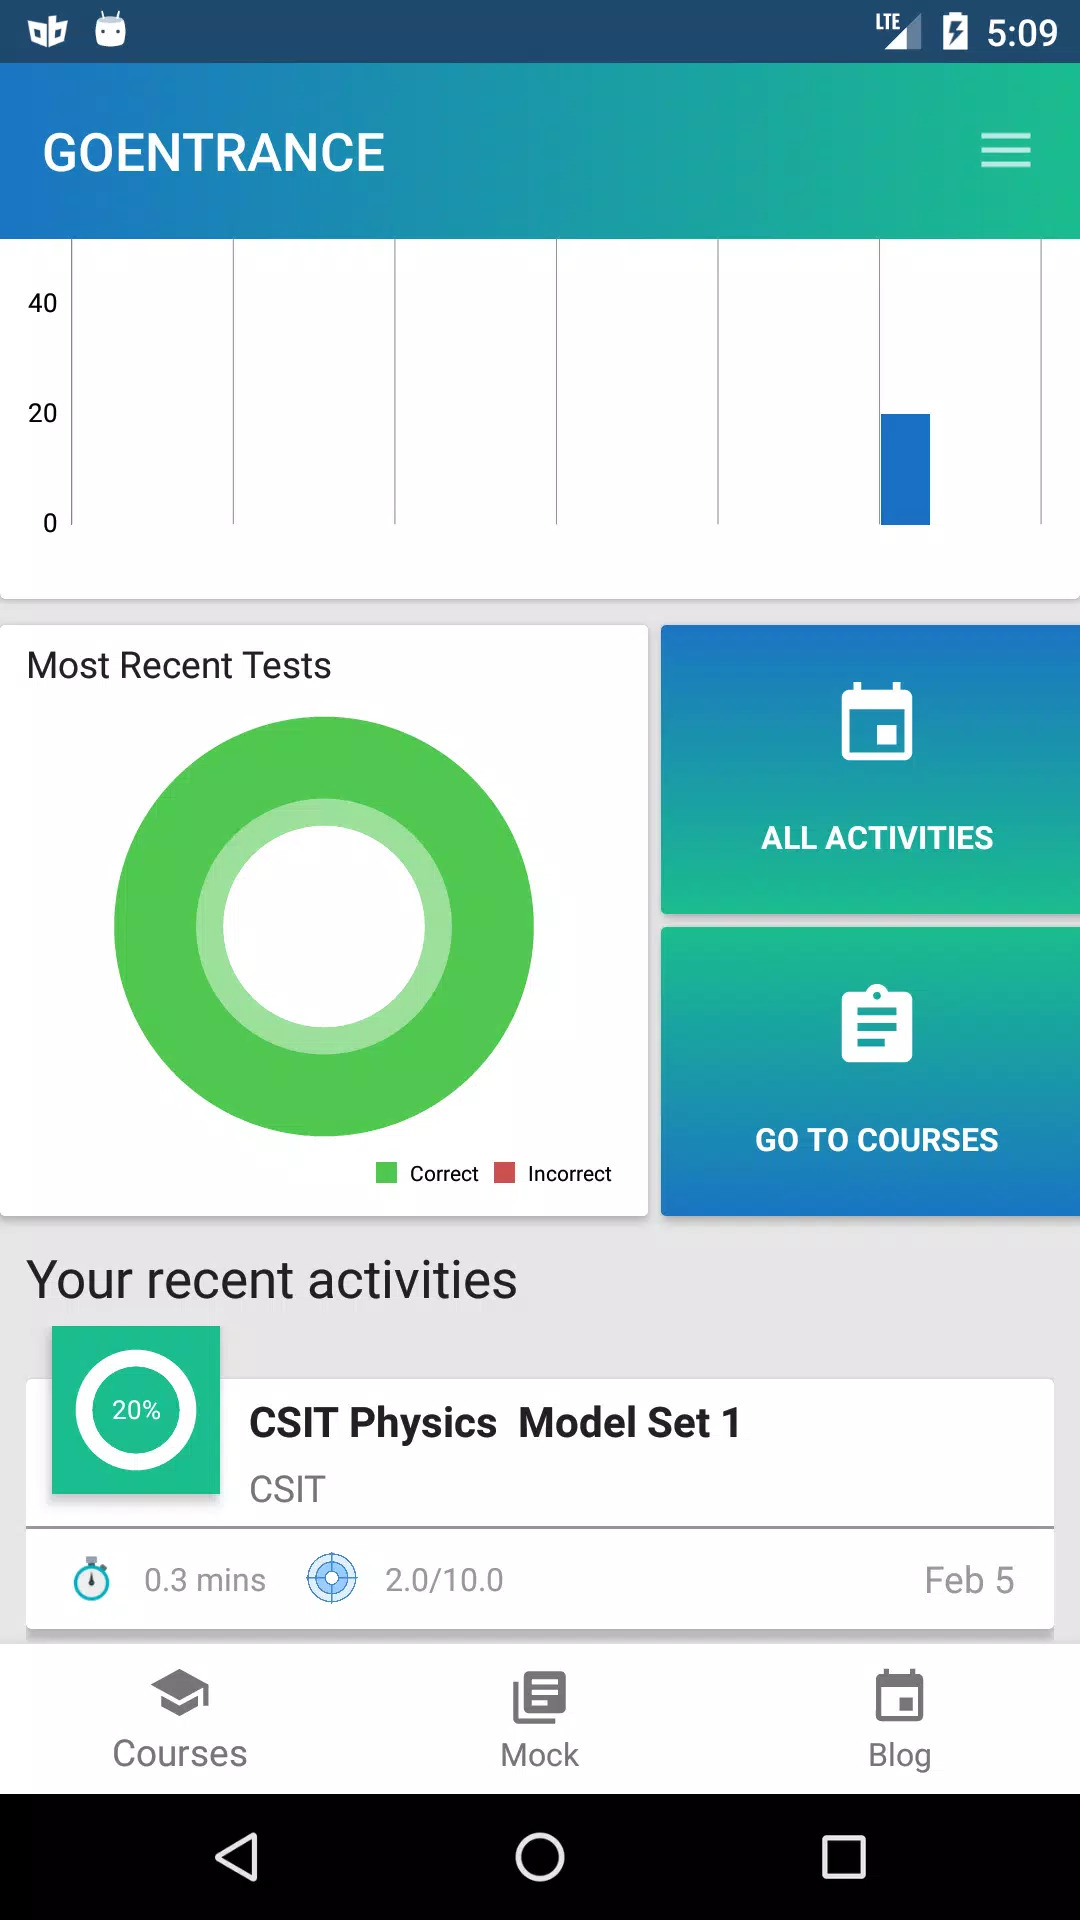 LTE 5:09
GOENTRANCE
40
20
0
Most Recent Tests
Correct Incorrect
ALL ACTIVITIES
GO TO COURSES
Your recent activities
20%
CSIT Physics  Model Set 1
CSIT
0.3 mins 2.0/10.0 Feb 5
Courses Mock Blog